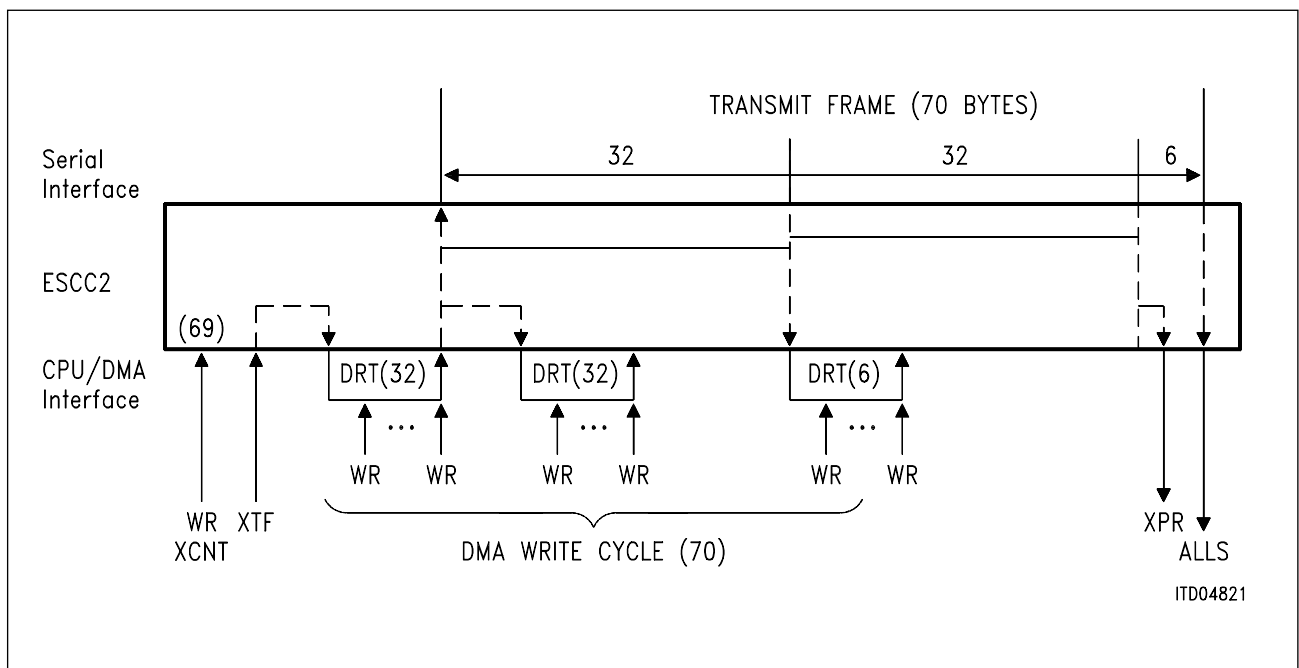 TRANSMIT FRAME (70 BYTES)
Serial
Interface
32
32
6
ESCC2
(69)
CPU/DMA
Interface
DRT(32)
DRT(32)
DRT(6)
...
...
...
WR
WR
WR
WR
WR
WR
WR
XCNT
XTF
DMA WRITE CYCLE (70)
XPR
ALLS
ITD04821